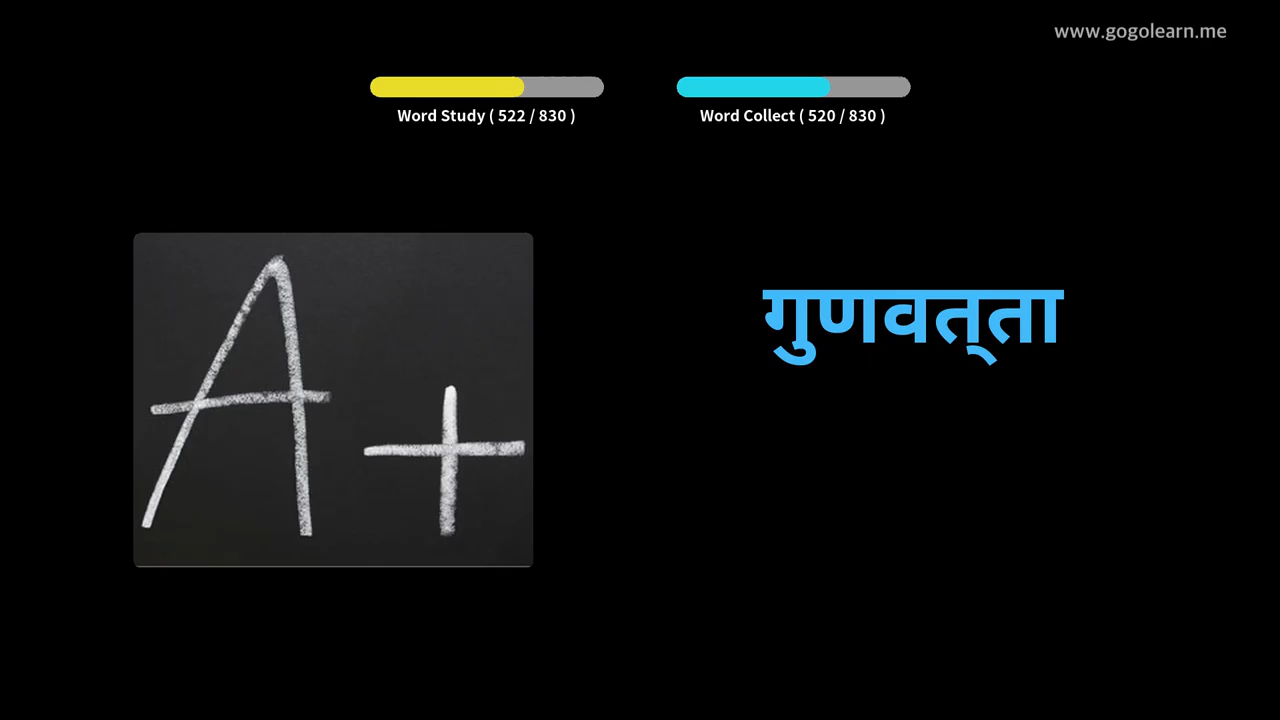 www.gogolearn.me
Word Study ( 522 / 830 )
Word Collect ( 520 / 830 )
A+
गुणवत्‌ता